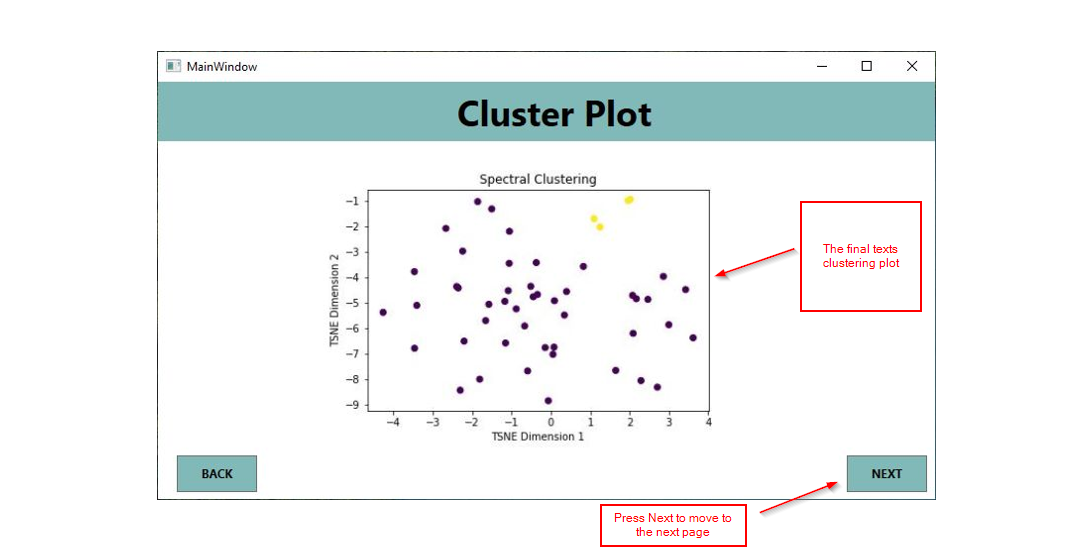 MainWindow
Cluster Plot
Spectral Clustering
−1
−2
−3
−4
−5
−6
−7
−8
−9
TSNE Dimension 2
−4 −3 −2 −1 0 1 2 3 4
TSNE Dimension 1
The final texts
clustering plot
BACK
NEXT
Press Next to move to
the next page